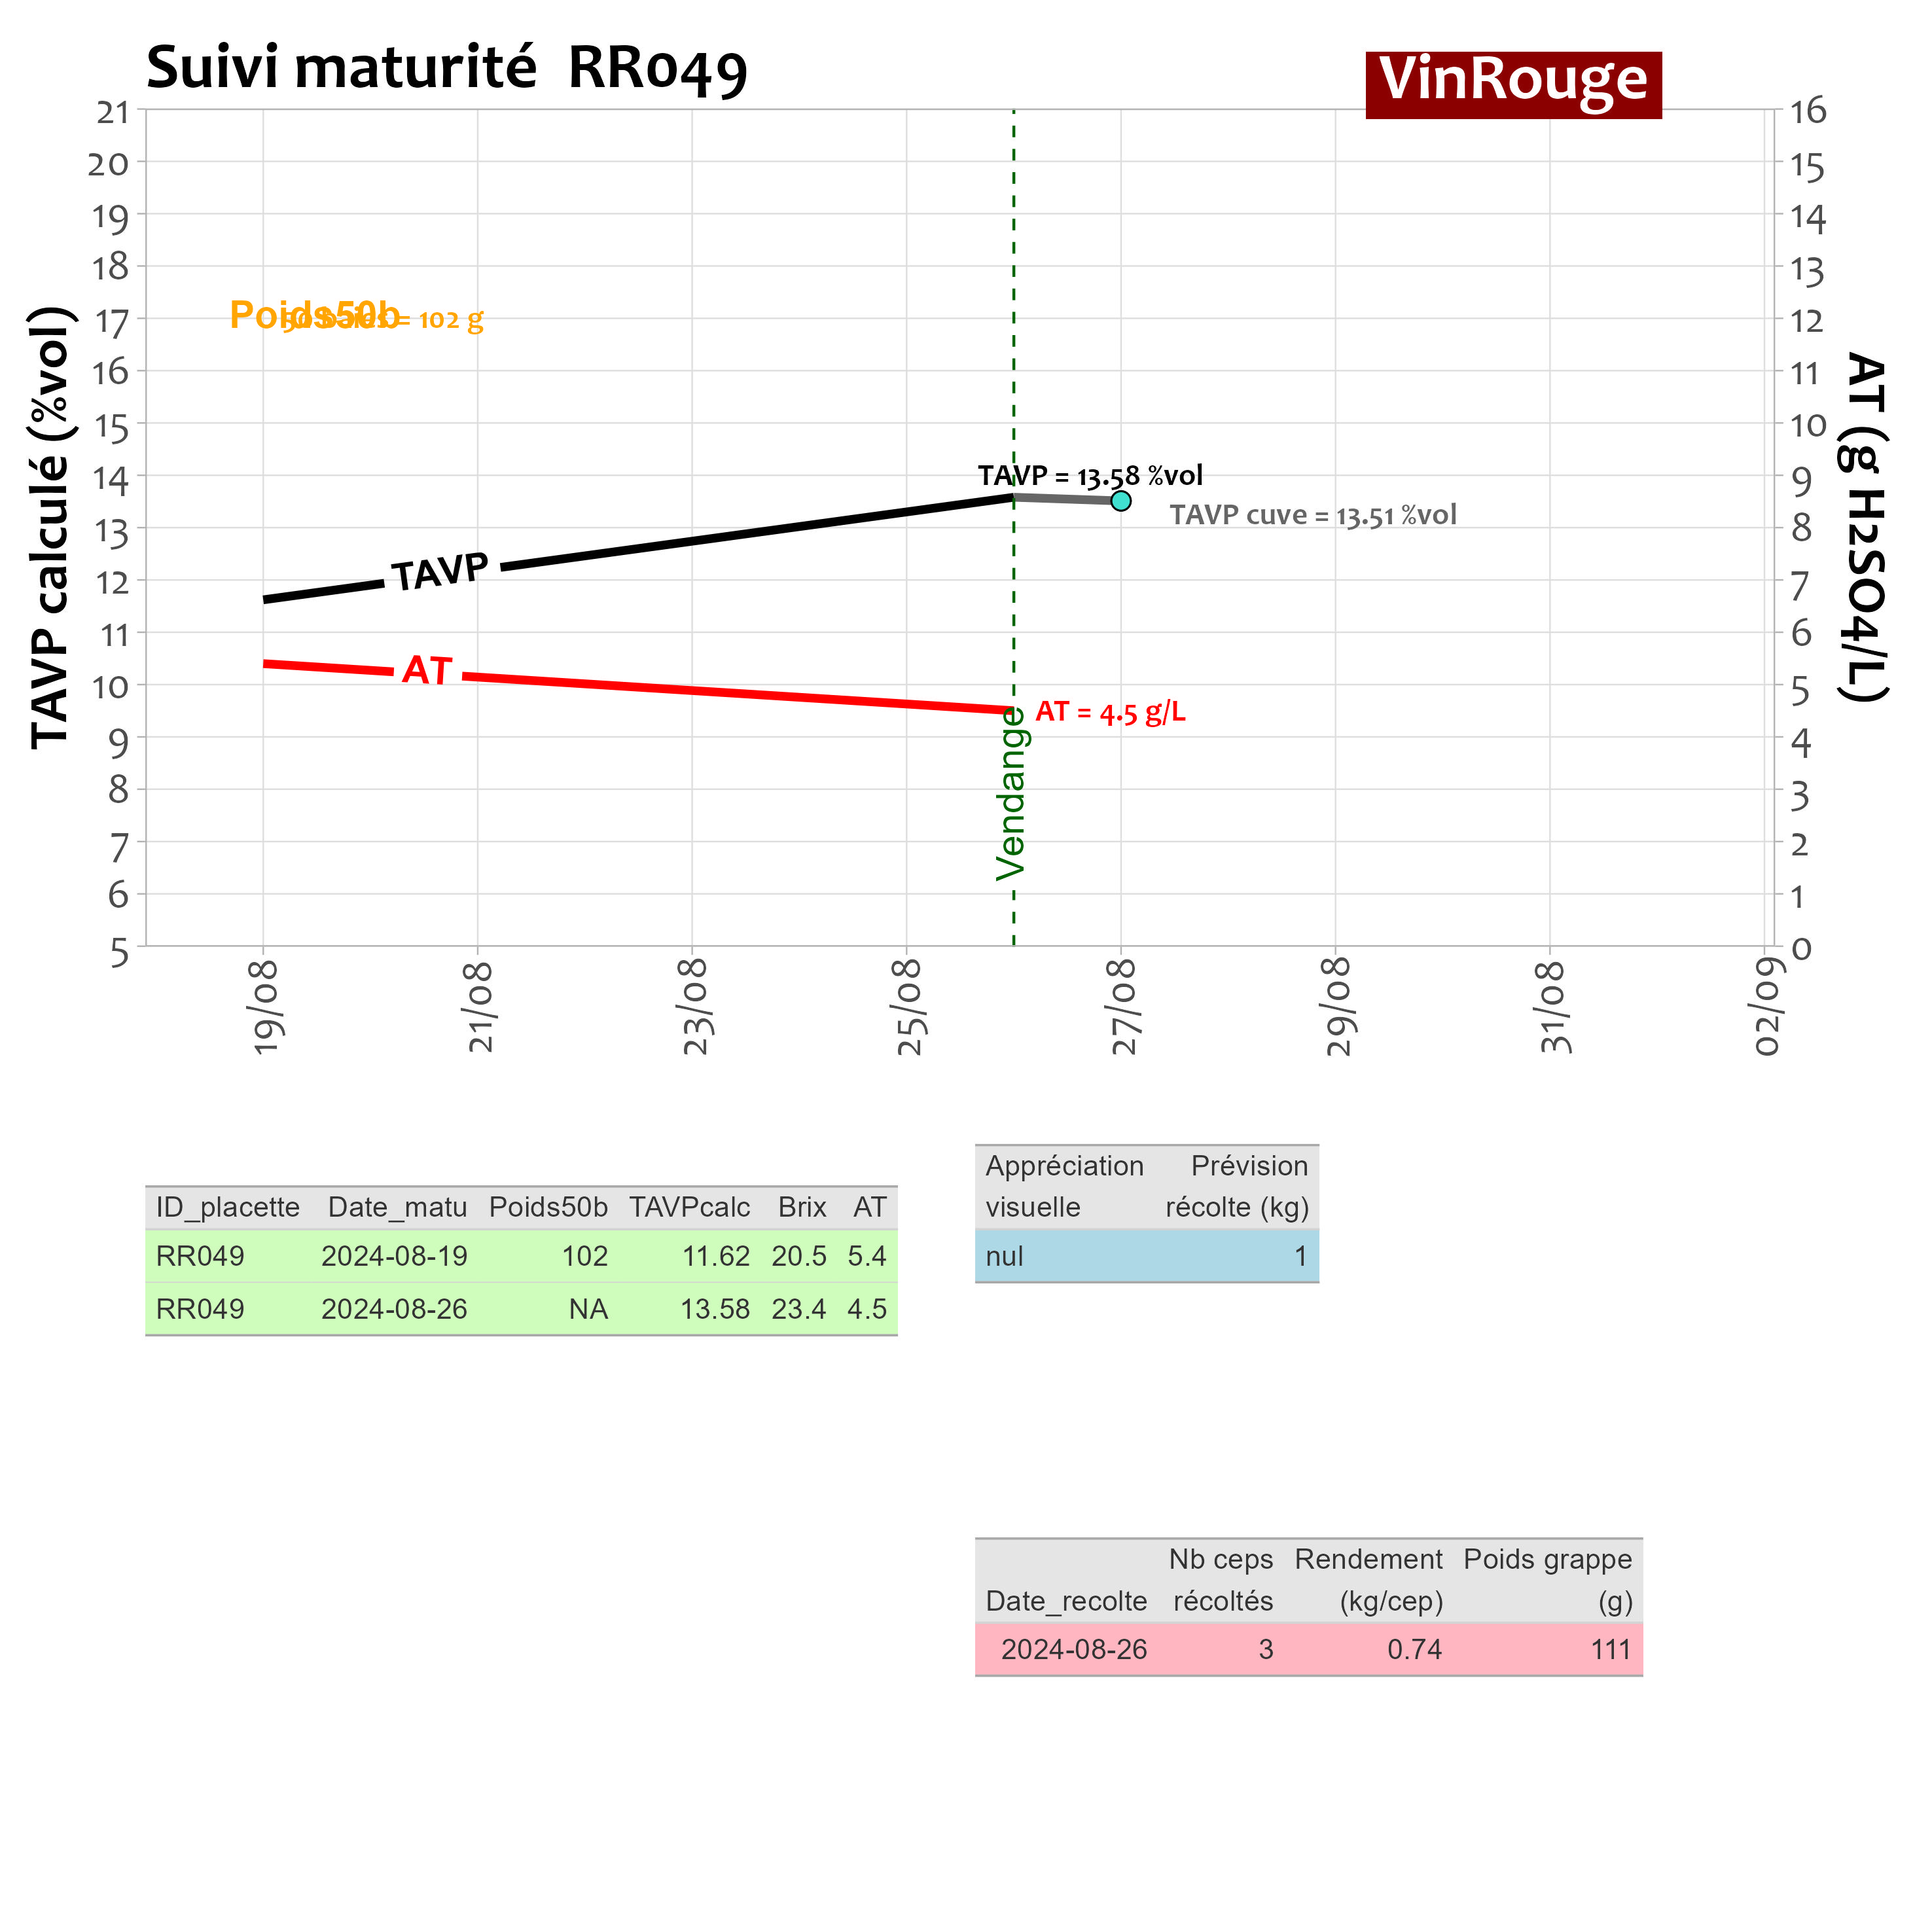 Suivi maturité RR049
VinRouge
21
20
19
18
17
16
15
14
13
12
11
10
9
8
7
6
5
TAVP calculé (%vol)
16
15
14
13
12
11
10
9
8
7
6
5
4
3
2
1
0
AT (g H2SO4/L)
Poids50b
50 baies = 102 g
TAVP = 13.58 %vol
TAVP cuve = 13.51 %vol
TAVP
AT
AT = 4.5 g/L
Vendange
19/08
21/08
23/08
25/08
27/08
29/08
31/08
02/09
ID_placette Date_matu Poids50b TAVPcalc Brix AT
RR049 2024-08-19 102 11.62 20.5 5.4
RR049 2024-08-26 NA 13.58 23.4 4.5
Appréciation Prévision
visuelle récolte (kg)
nul 1
Nb ceps Rendement Poids grappe
Date_recolte récoltés (kg/cep) (g)
2024-08-26 3 0.74 111